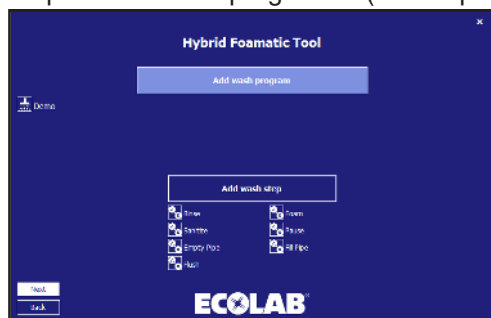 ×
Hybrid Foamatic Tool
Add wash program
Demo
Add wash step
Rinse Foam
Sanitize Pause
Empty Pipe Fill Pipe
Flush
Next
Back
ECOLAB®